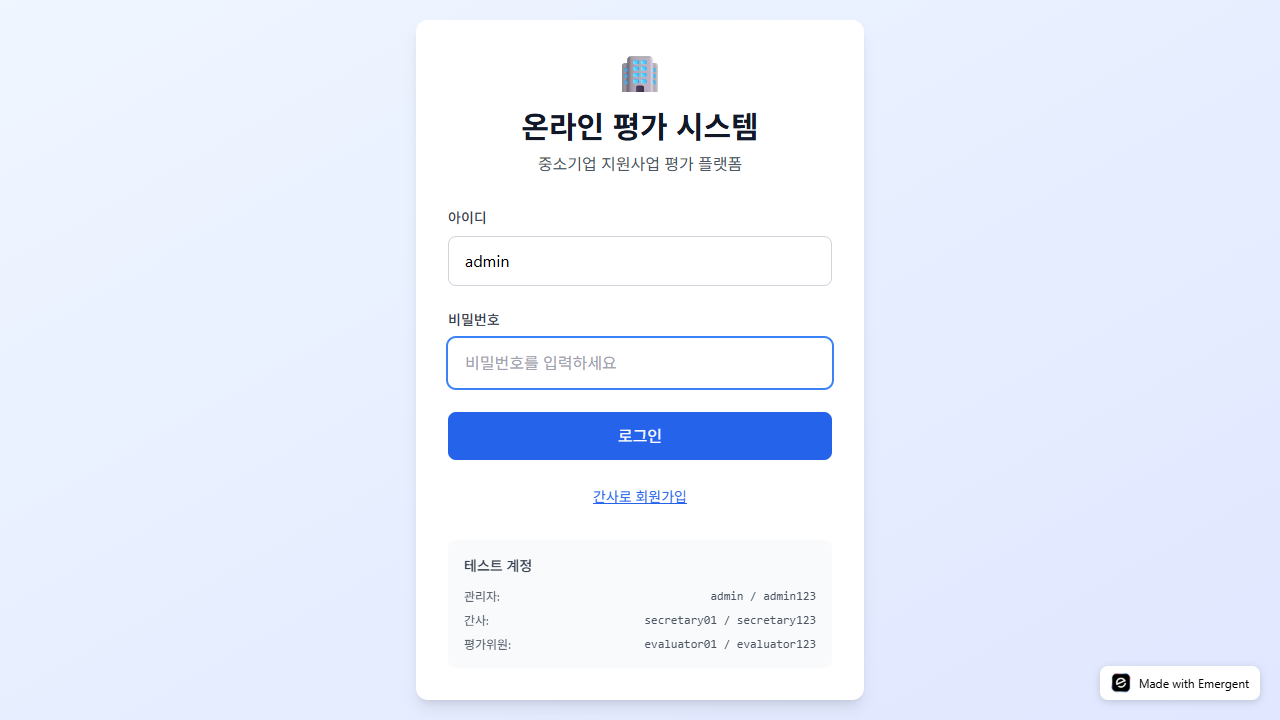 온라인 평가 시스템
중소기업 지원사업 평가 플랫폼
아이디
admin
비밀번호
비밀번호를 입력하세요
로그인
간사로 회원가입
테스트 계정
관리자: admin / admin123
간사: secretary01 / secretary123
평가위원: evaluator01 / evaluator123
Made with Emergent